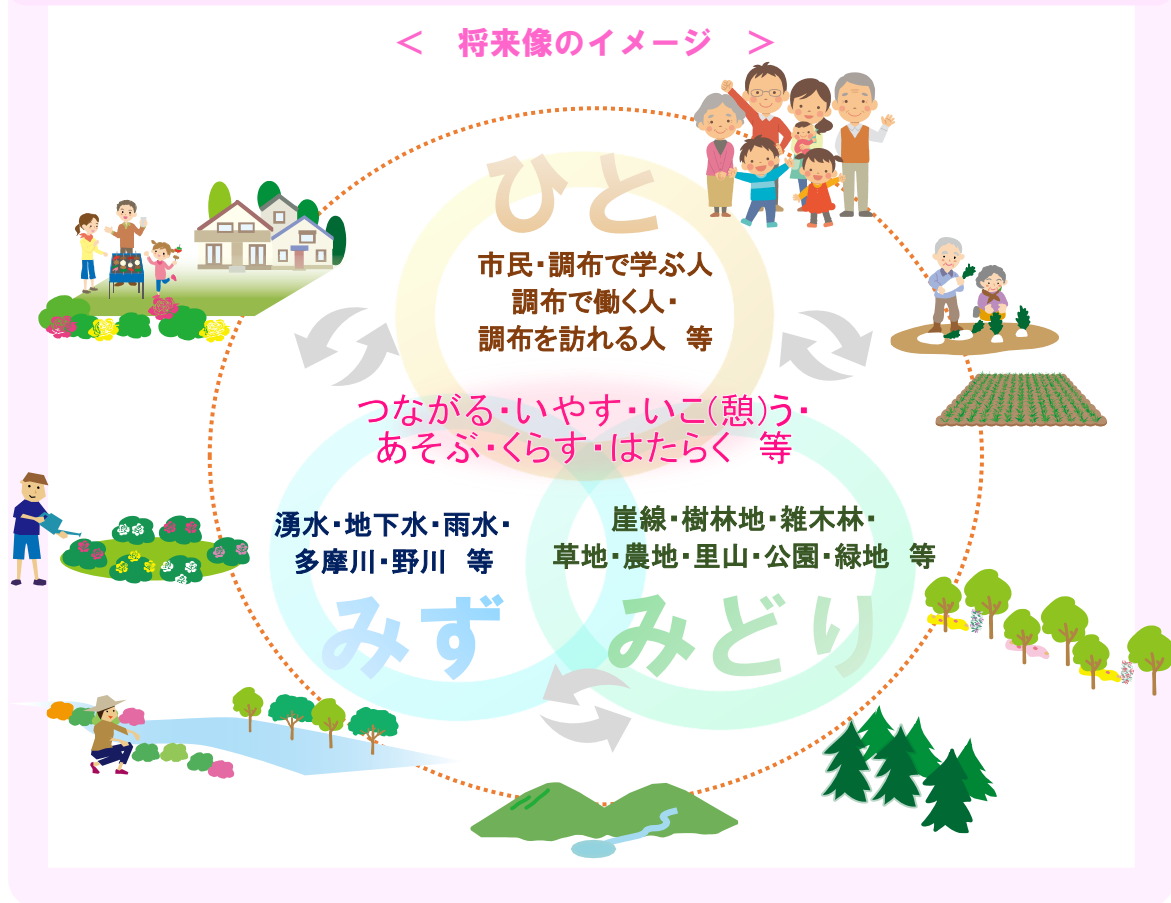 ＜　将来像のイメージ　＞
ひと
市民・調布で学ぶ人
調布で働く人・
調布を訪れる人　等
つながる・いやす・いこ(憩)う・
あそぶ・くらす・はたらく　等
湧水・地下水・雨水・
多摩川・野川　等
みず
崖線・樹林地・雑木林・
草地・農地・里山・公園・緑地　等
みどり